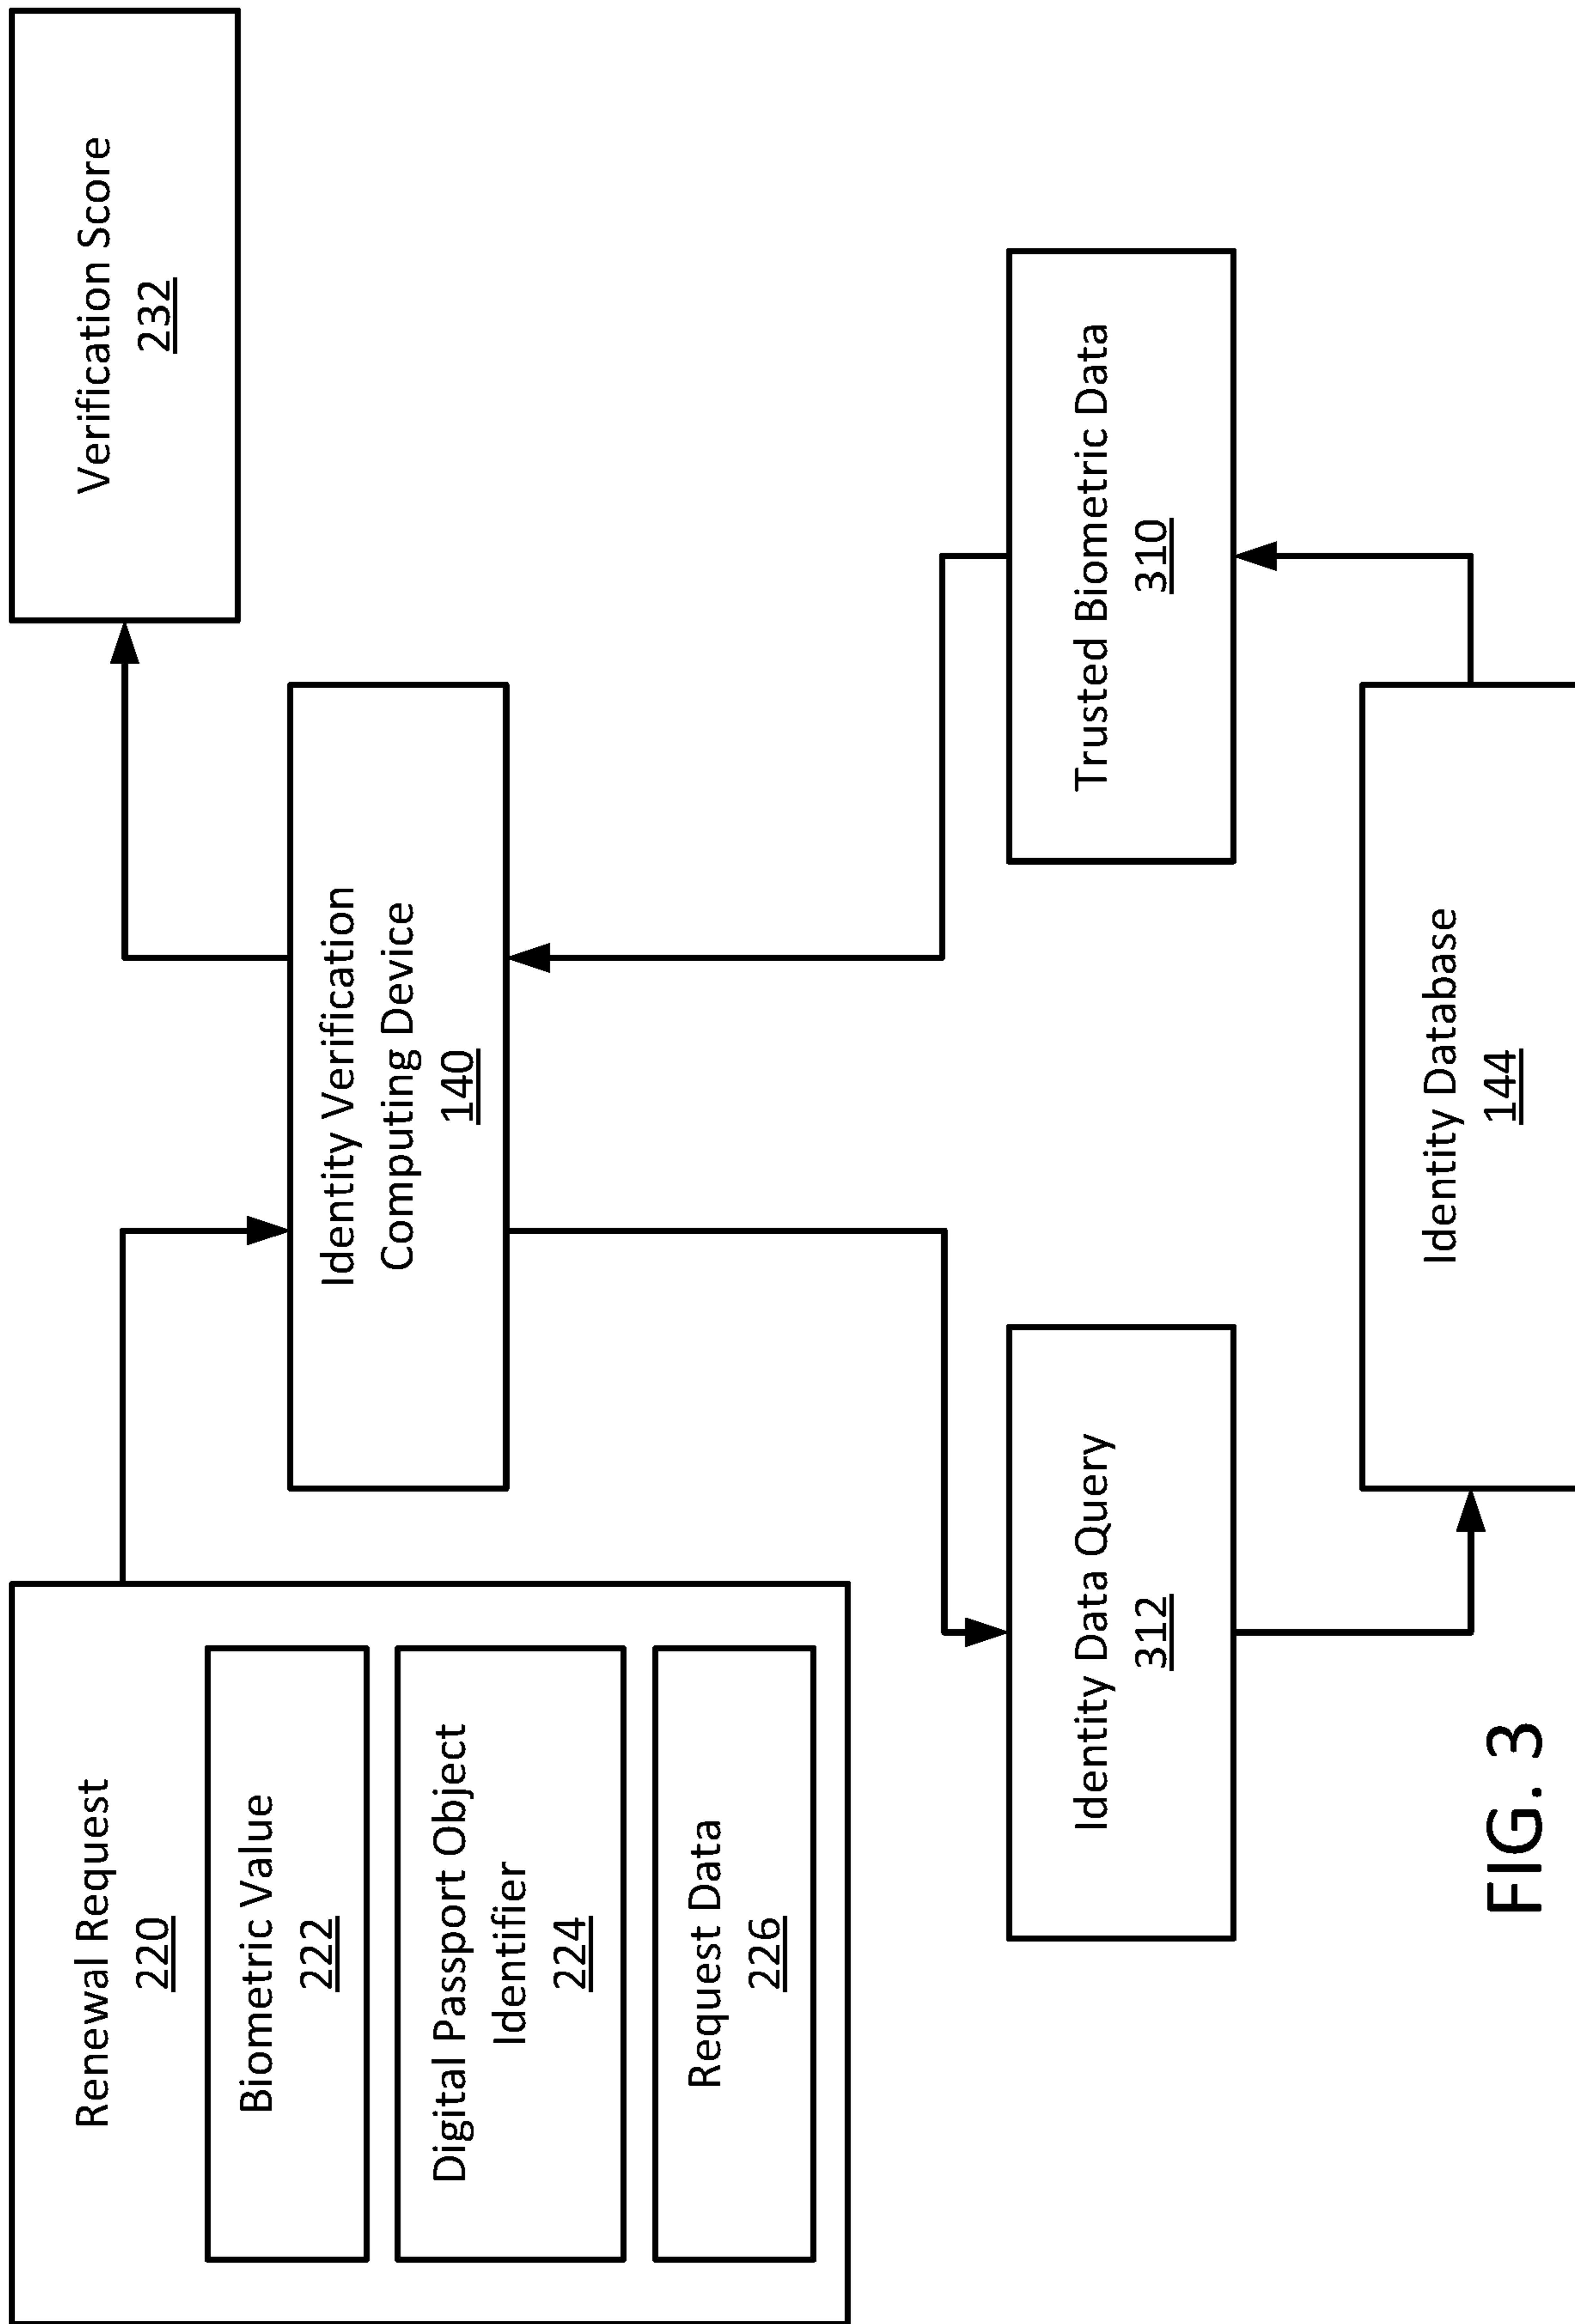 Renewal Request
220
Biometric Value
222
Digital Passport Object
Identifier
224
Request Data
226
Identity Verification
Computing Device
140
Verification Score
232
Identity Data Query
312
Trusted Biometric Data
310
Identity Database
144
FIG. 3